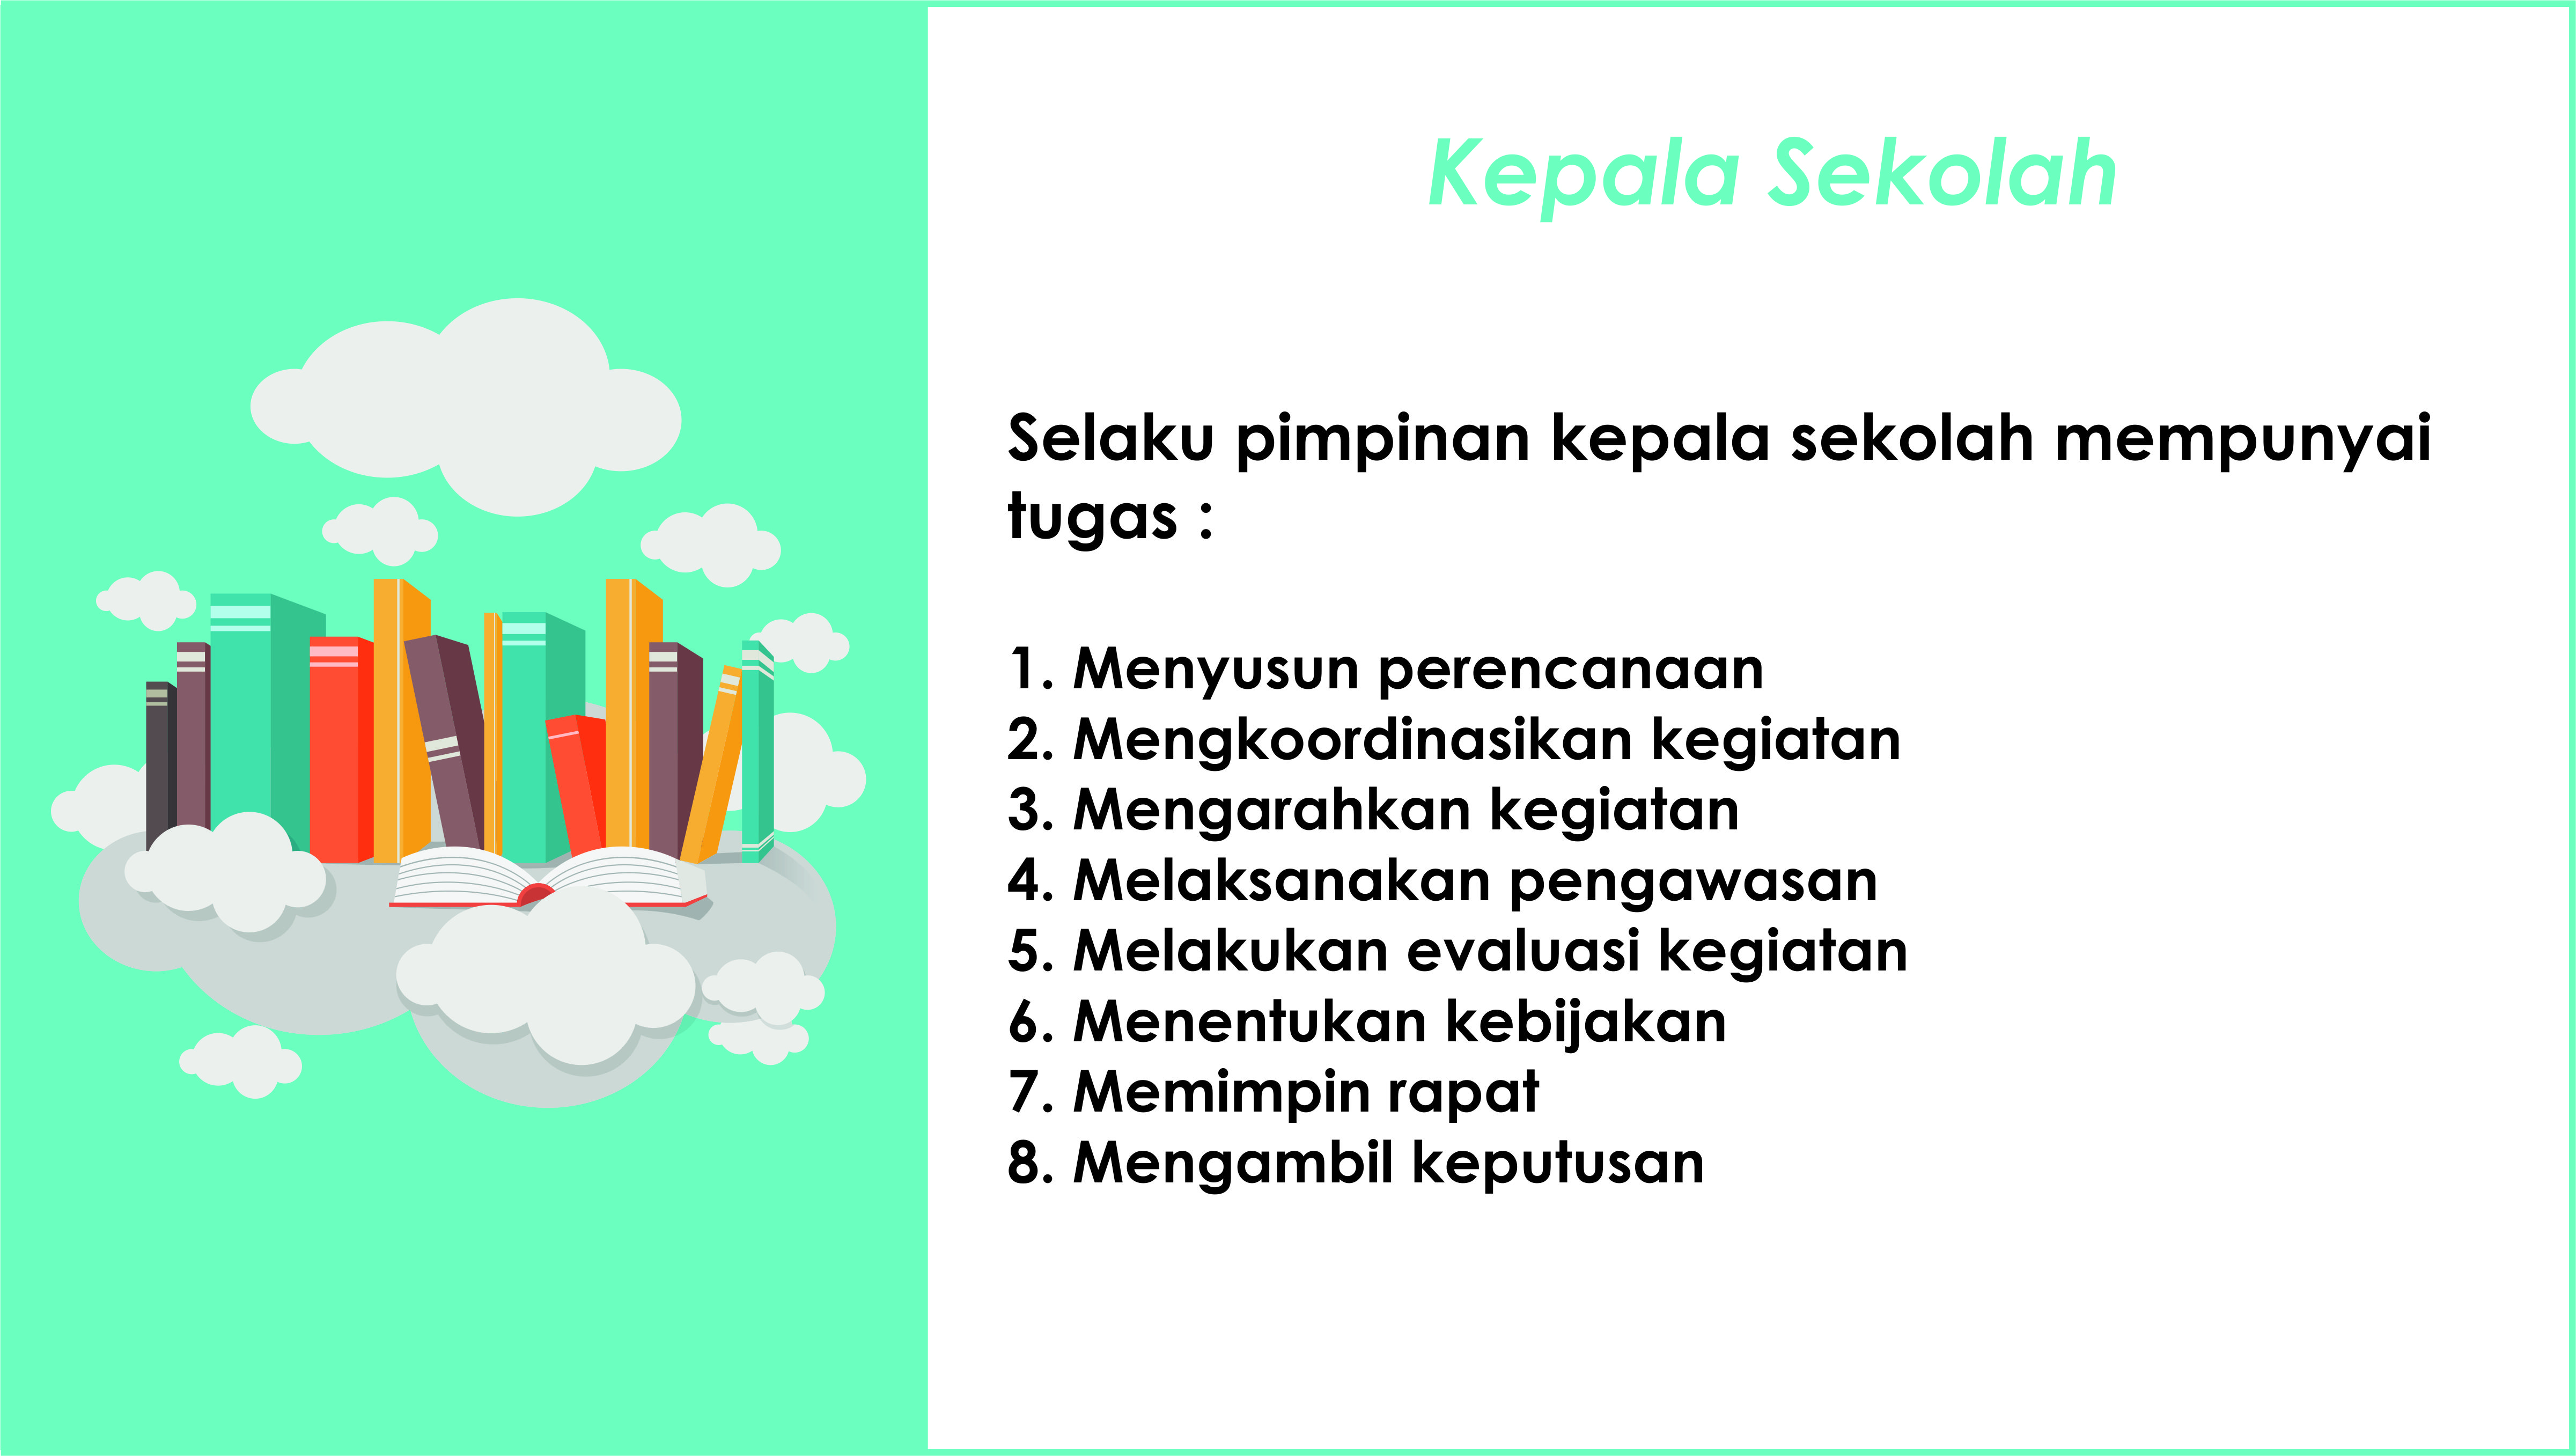 Kepala Sekolah
Selaku pimpinan kepala sekolah mempunyai
tugas :
1. Menyusun perencanaan
2. Mengkoordinasikan kegiatan
3. Mengarahkan kegiatan
4. Melaksanakan pengawasan
5. Melakukan evaluasi kegiatan
6. Menentukan kebijakan
7. Memimpin rapat
8. Mengambil keputusan